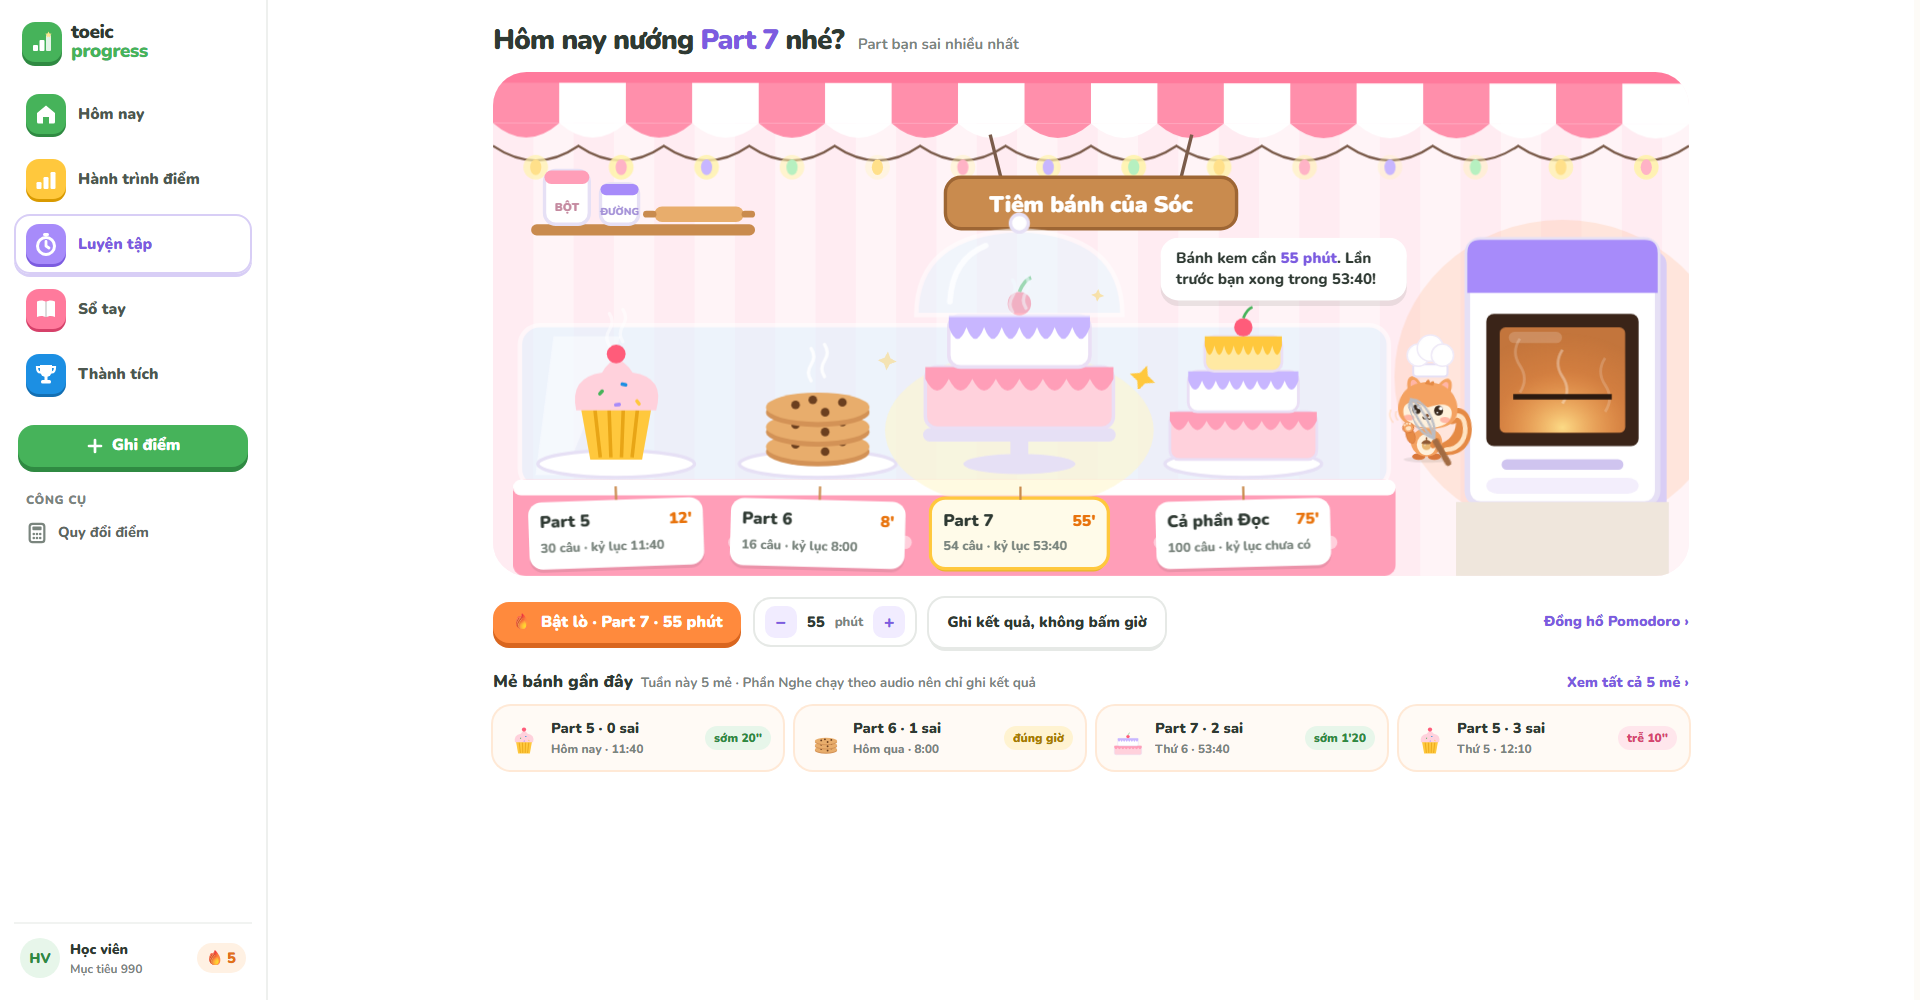 toeic
progress
Hôm nay
Hành trình điểm
Luyện tập
Sổ tay
Thành tích
+ Ghi điểm
CÔNG CỤ
Quy đổi điểm
HV
Học viên
Mục tiêu 990
5
Hôm nay nướng Part 7 nhé? Part bạn sai nhiều nhất
BỘT
ĐƯỜNG
Tiệm bánh của Sóc
Bánh kem cần 55 phút. Lần
trước bạn xong trong 53:40!
Part 5 12'
30 câu · kỷ lục 11:40
Part 6 8'
16 câu · kỷ lục 8:00
Part 7 55'
54 câu · kỷ lục 53:40
Cả phần Đọc 75'
100 câu · kỷ lục chưa có
Bật lò · Part 7 · 55 phút
− 55 phút +
Ghi kết quả, không bấm giờ
Đồng hồ Pomodoro ›
Mẻ bánh gần đây Tuần này 5 mẻ · Phần Nghe chạy theo audio nên chỉ ghi kết quả
Xem tất cả 5 mẻ ›
Part 5 · 0 sai
Hôm nay · 11:40
sớm 20"
Part 6 · 1 sai
Hôm qua · 8:00
đúng giờ
Part 7 · 2 sai
Thứ 6 · 53:40
sớm 1'20
Part 5 · 3 sai
Thứ 5 · 12:10
trễ 10"